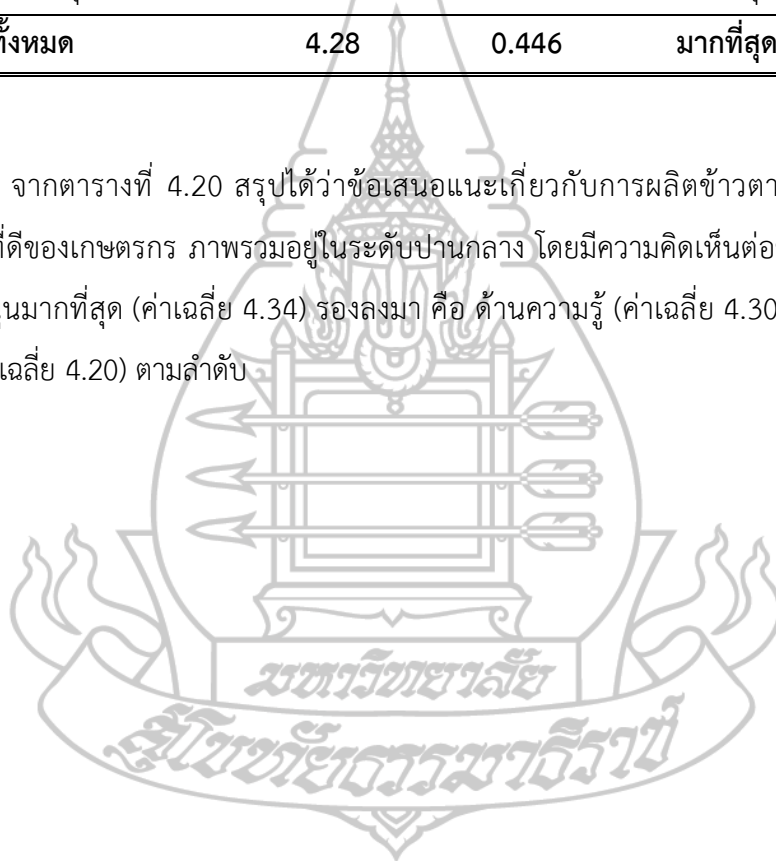 ทั้งหมด 4.28 0.446 มากที่สุด
จากตารางที่ 4.20 สรุปได้ว่าข้อเสนอแนะเกี่ยวกับการผลิตข้าวตา
ที่ดีของเกษตรกร ภาพรวมอยู่ในระดับปานกลาง โดยมีความคิดเห็นต่อ
นมากที่สุด (ค่าเฉลี่ย 4.34) รองลงมา คือ ด้านความรู้ (ค่าเฉลี่ย 4.30
เฉลี่ย 4.20) ตามลำดับ
มหาวิทยาลัย
สุโขทัยธรรมาธิราช